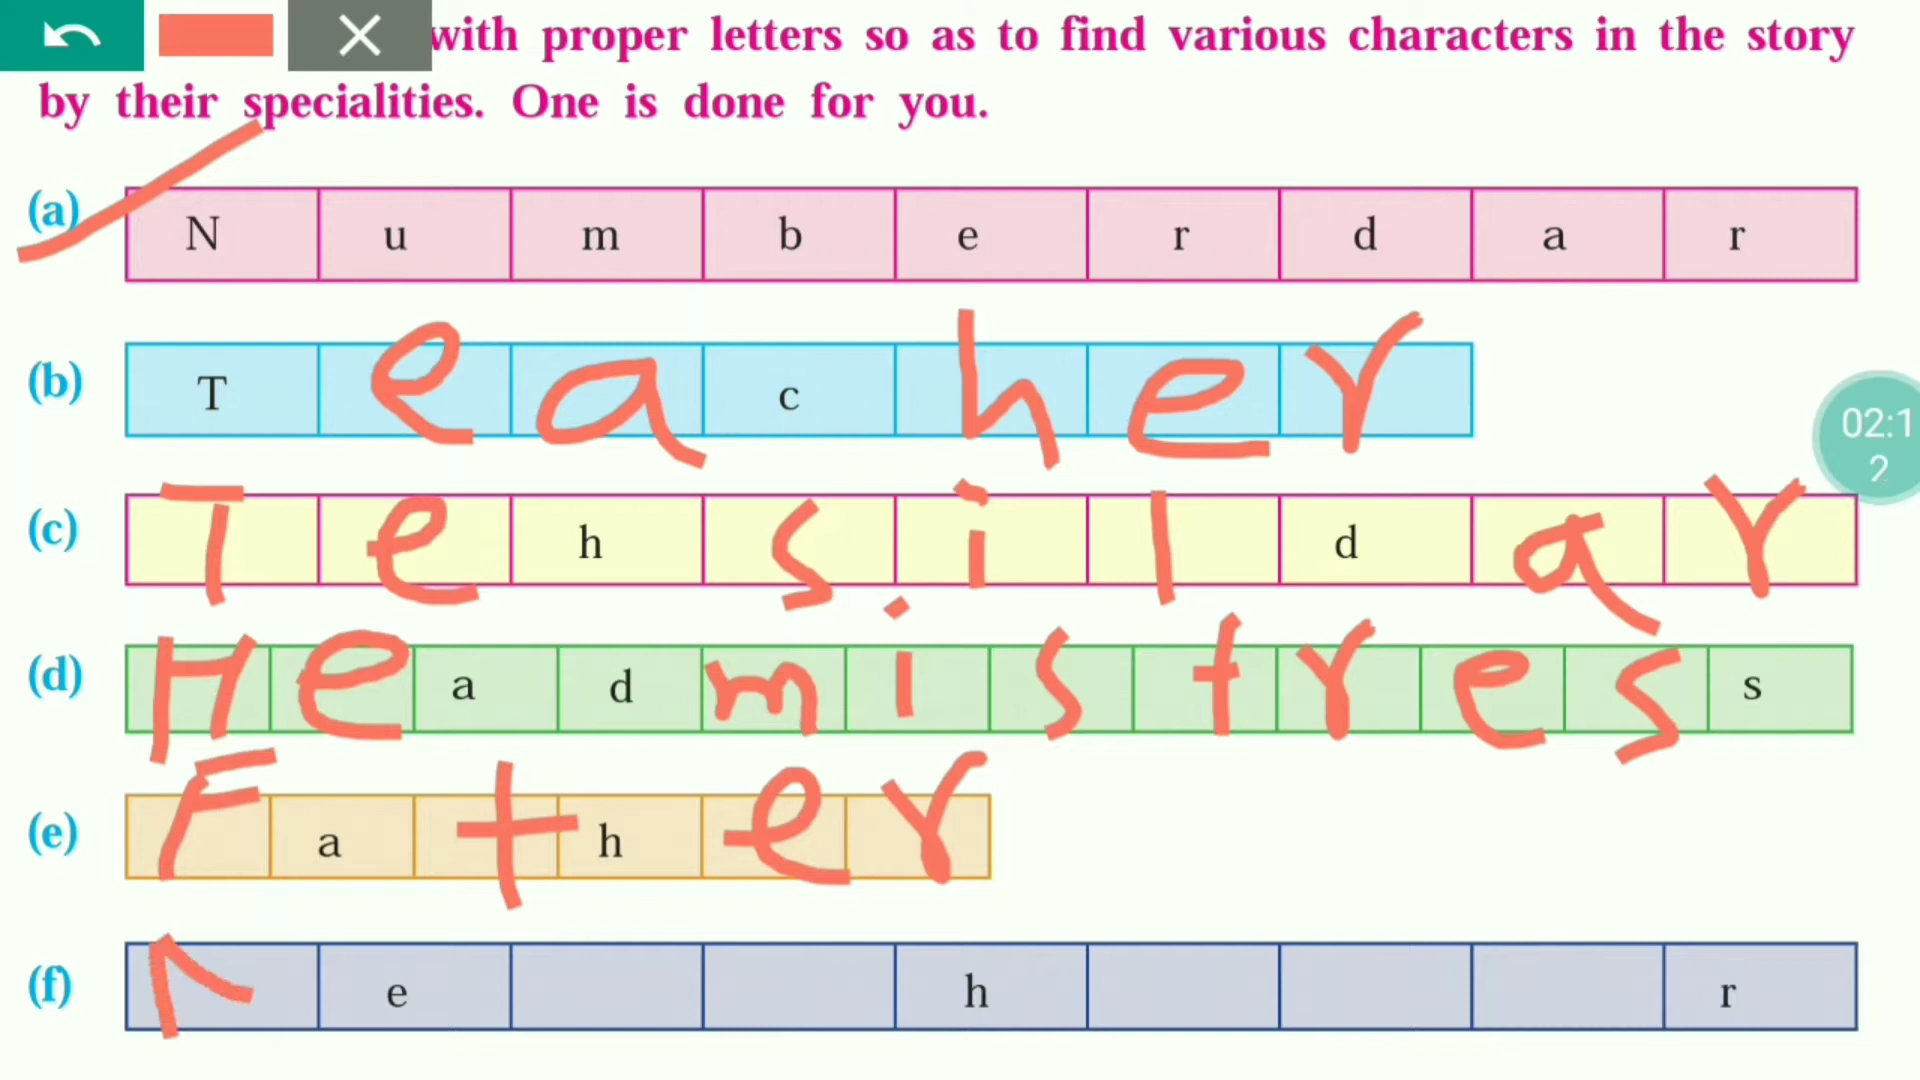 with proper letters so as to find various characters in the story
by their specialities. One is done for you.
(a) N u m b e r d a r
(b) T e a c h e r
02:1
2
(c) T e h s i l d a r
(d) H e a d m i s t r e s s
(e) F a t h e r
(f) e h r